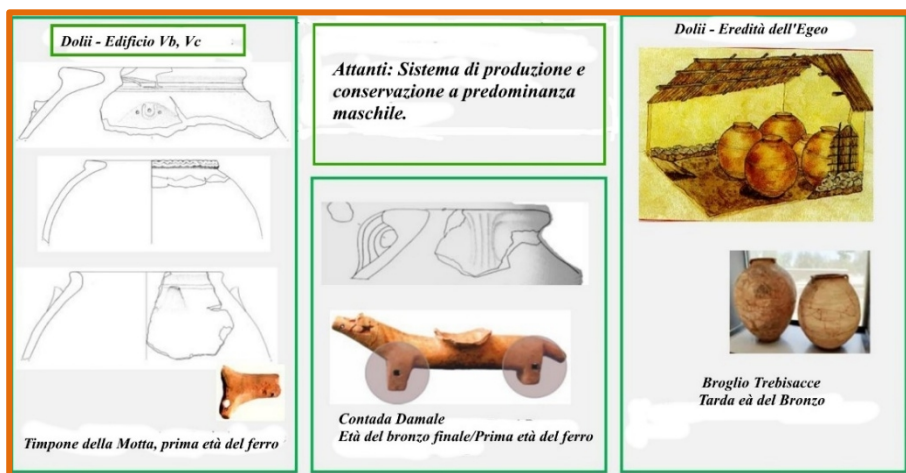 Dolii - Edificio Vb, Vc
Timpone della Motta, prima età del ferro
Attanti: Sistema di produzione e
conservazione a predominanza
maschile.
Contada Damale
Età del bronzo finale/Prima età del ferro
Dolii - Eredità dell'Egeo
Broglio Trebisacce
Tarda eà del Bronzo